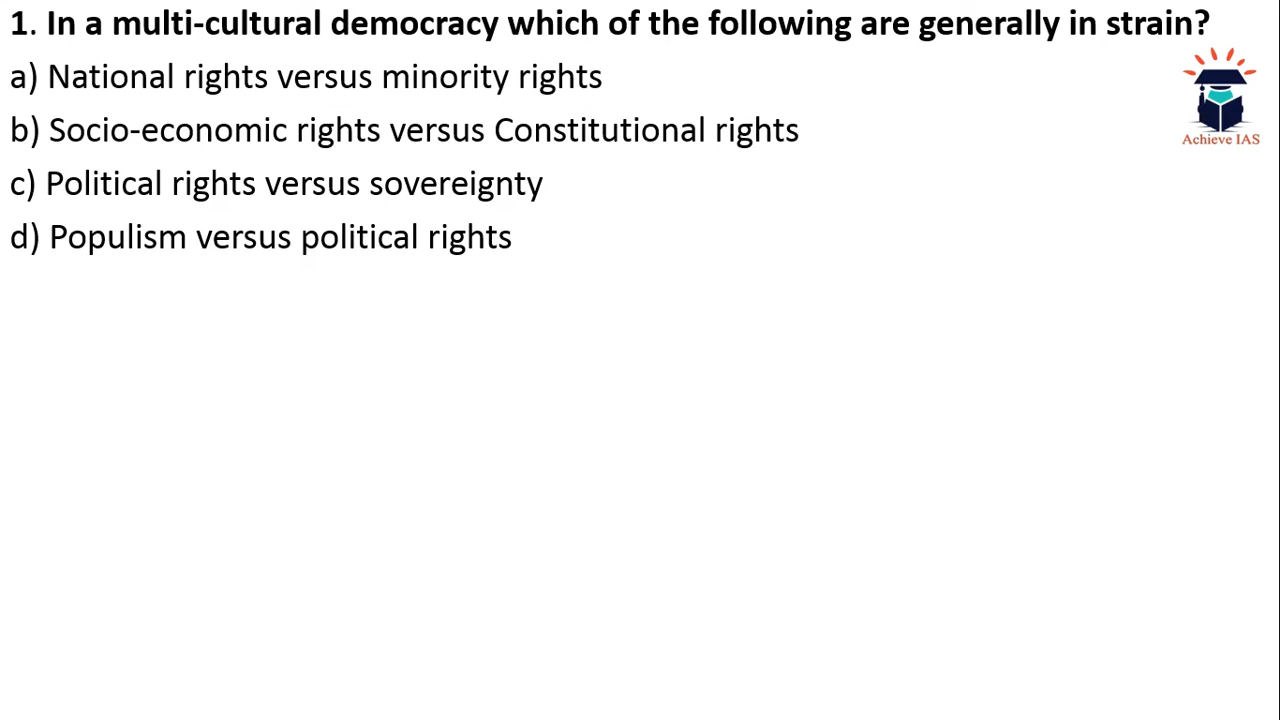 1. In a multi-cultural democracy which of the following are generally in strain?
a) National rights versus minority rights
b) Socio-economic rights versus Constitutional rights
c) Political rights versus sovereignty
d) Populism versus political rights
Achieve IAS